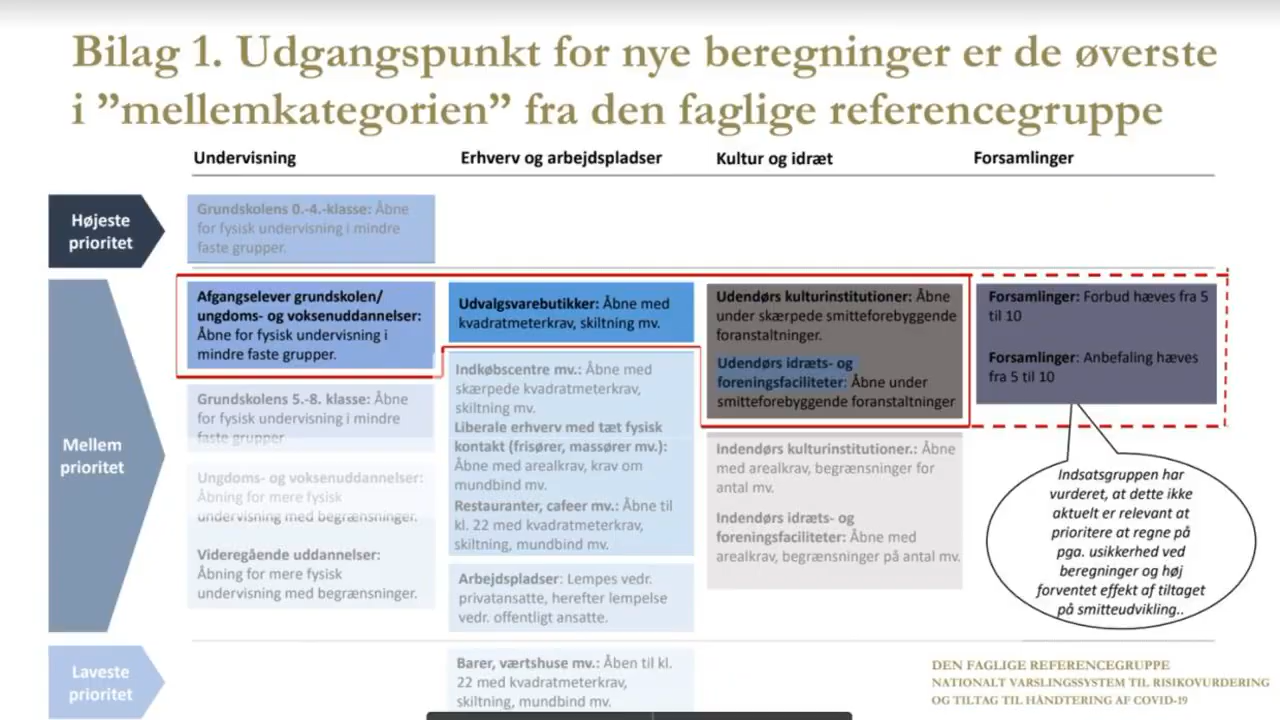 Bilag 1. Udgangspunkt for nye beregninger er de øverste
i ”mellemkategorien” fra den faglige referencegruppe
Undervisning
Erhverv og arbejdspladser
Kultur og idræt
Forsamlinger
Højeste
prioritet
Grundskolens 0.-4.-klasse: Åbne
for fysisk undervisning i mindre
faste grupper.
Mellem
prioritet
Afgangselever grundskolen/
ungdoms- og voksenuddannelser:
Åbne for fysisk undervisning i
mindre faste grupper.
Grundskolens 5.-8. klasse: Åbne
for fysisk undervisning i mindre
faste grupper
Ungdoms- og voksenuddannelser:
Åbning for mere fysisk
undervisning med begrænsninger.
Videregående uddannelser:
Åbning for mere fysisk
undervisning med begrænsninger.
Udvalgsvarebutikker: Åbne med
kvadratmeterkrav, skiltning mv.
Indkøbscentre mv.: Åbne med
skærpede kvadratmeterkrav,
skiltning mv.
Liberale erhverv med tæt fysisk
kontakt (frisører, massører mv.):
Åbne med arealkrav, krav om
mundbind mv.
Restauranter, cafeer mv.: Åbne til
kl. 22 med kvadratmeterkrav,
skiltning, mundbind mv.
Arbejdspladser: Lempes vedr.
privatansatte, herefter lempelse
vedr. offentligt ansatte.
Udendørs kulturinstitutioner: Åbne
under skærpede smitteforebyggende
foranstaltninger.
Udendørs idræts- og
foreningsfaciliteter: Åbne under
smitteforebyggende foranstaltninger
Indendørs kulturinstitutioner.: Åbne
med arealkrav, begrænsninger for
antal mv.
Indendørs idræts- og
foreningsfaciliteter: Åbne med
arealkrav, begrænsninger på antal mv.
Forsamlinger: Forbud hæves fra 5
til 10
Forsamlinger: Anbefaling hæves
fra 5 til 10
Indsatsgruppen har
vurderet, at dette ikke
aktuelt er relevant at
prioritere at regne på
pga. usikkerhed ved
beregninger og høj
forventet effekt af tiltaget
på smitteudvikling..
Laveste
prioritet
Barer, værtshuse mv.: Åben til kl.
22 med kvadratmeterkrav,
skiltning, mundbind mv.
DEN FAGLIGE REFERENCEGRUPPE
NATIONALT VARSLINGSSYSTEM TIL RISIKOVURDERING
OG TILTAG TIL HÅNDTERING AF COVID-19